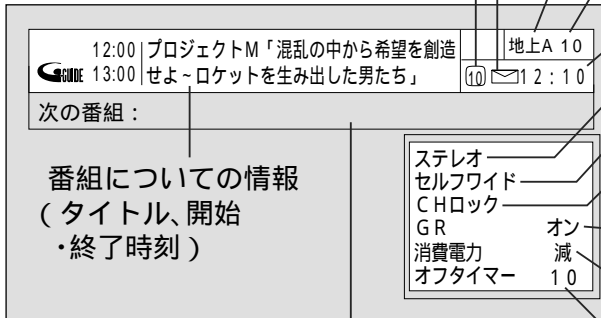 12:00 プロジェクトM「混乱の中から希望を創造
地上A 10
GGUIDE 13:00 せよ~ロケットを生み出した男たち」
10 12:10
次の番組:
番組についての情報
(タイトル、開始
・終了時刻)
ステレオ
セルフワイド
CHロック
GR オン
消費電力 減
オフタイマー 10